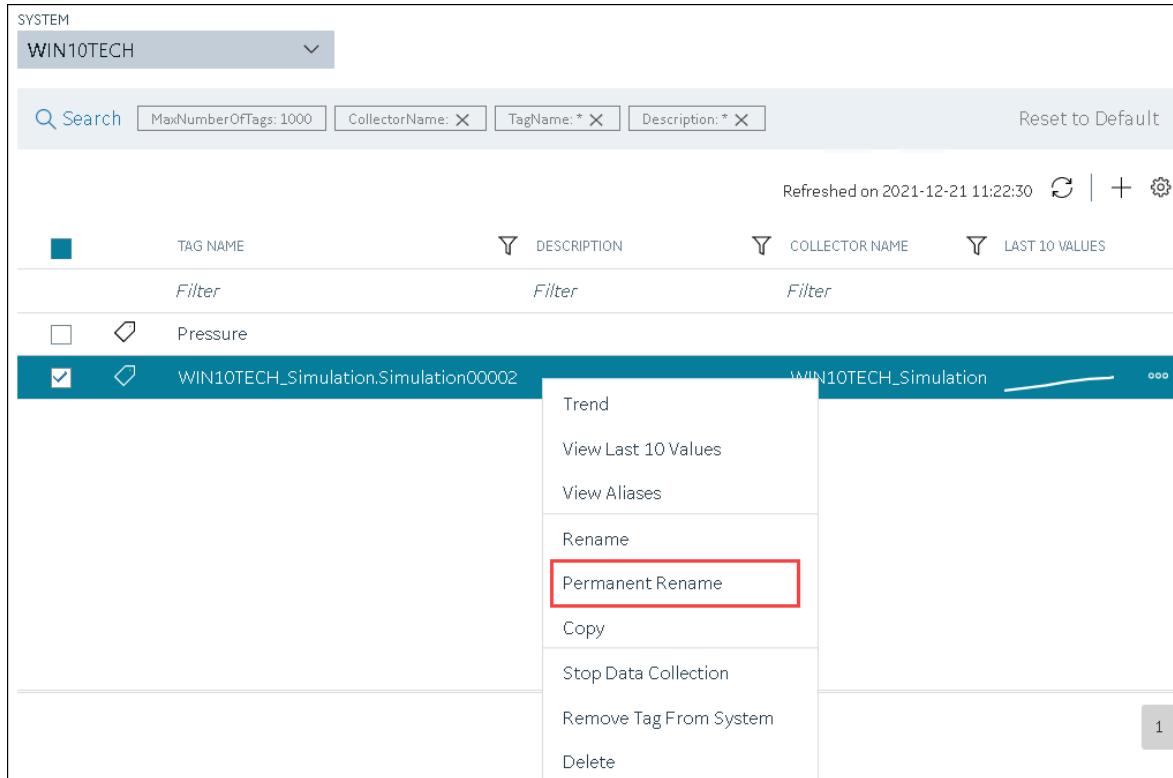 SYSTEM
WIN10TECH
Search MaxNumberOfTags: 1000 CollectorName: TagName: * Description: * Reset to Default
Refreshed on 2021-12-21 11:22:30
TAG NAME DESCRIPTION COLLECTOR NAME LAST 10 VALUES
Filter Filter Filter
Pressure
WIN10TECH_Simulation.Simulation00002 WIN10TECH_Simulation
Trend
View Last 10 Values
View Aliases
Rename
Permanent Rename
Copy
Stop Data Collection
Remove Tag From System
1
Delete